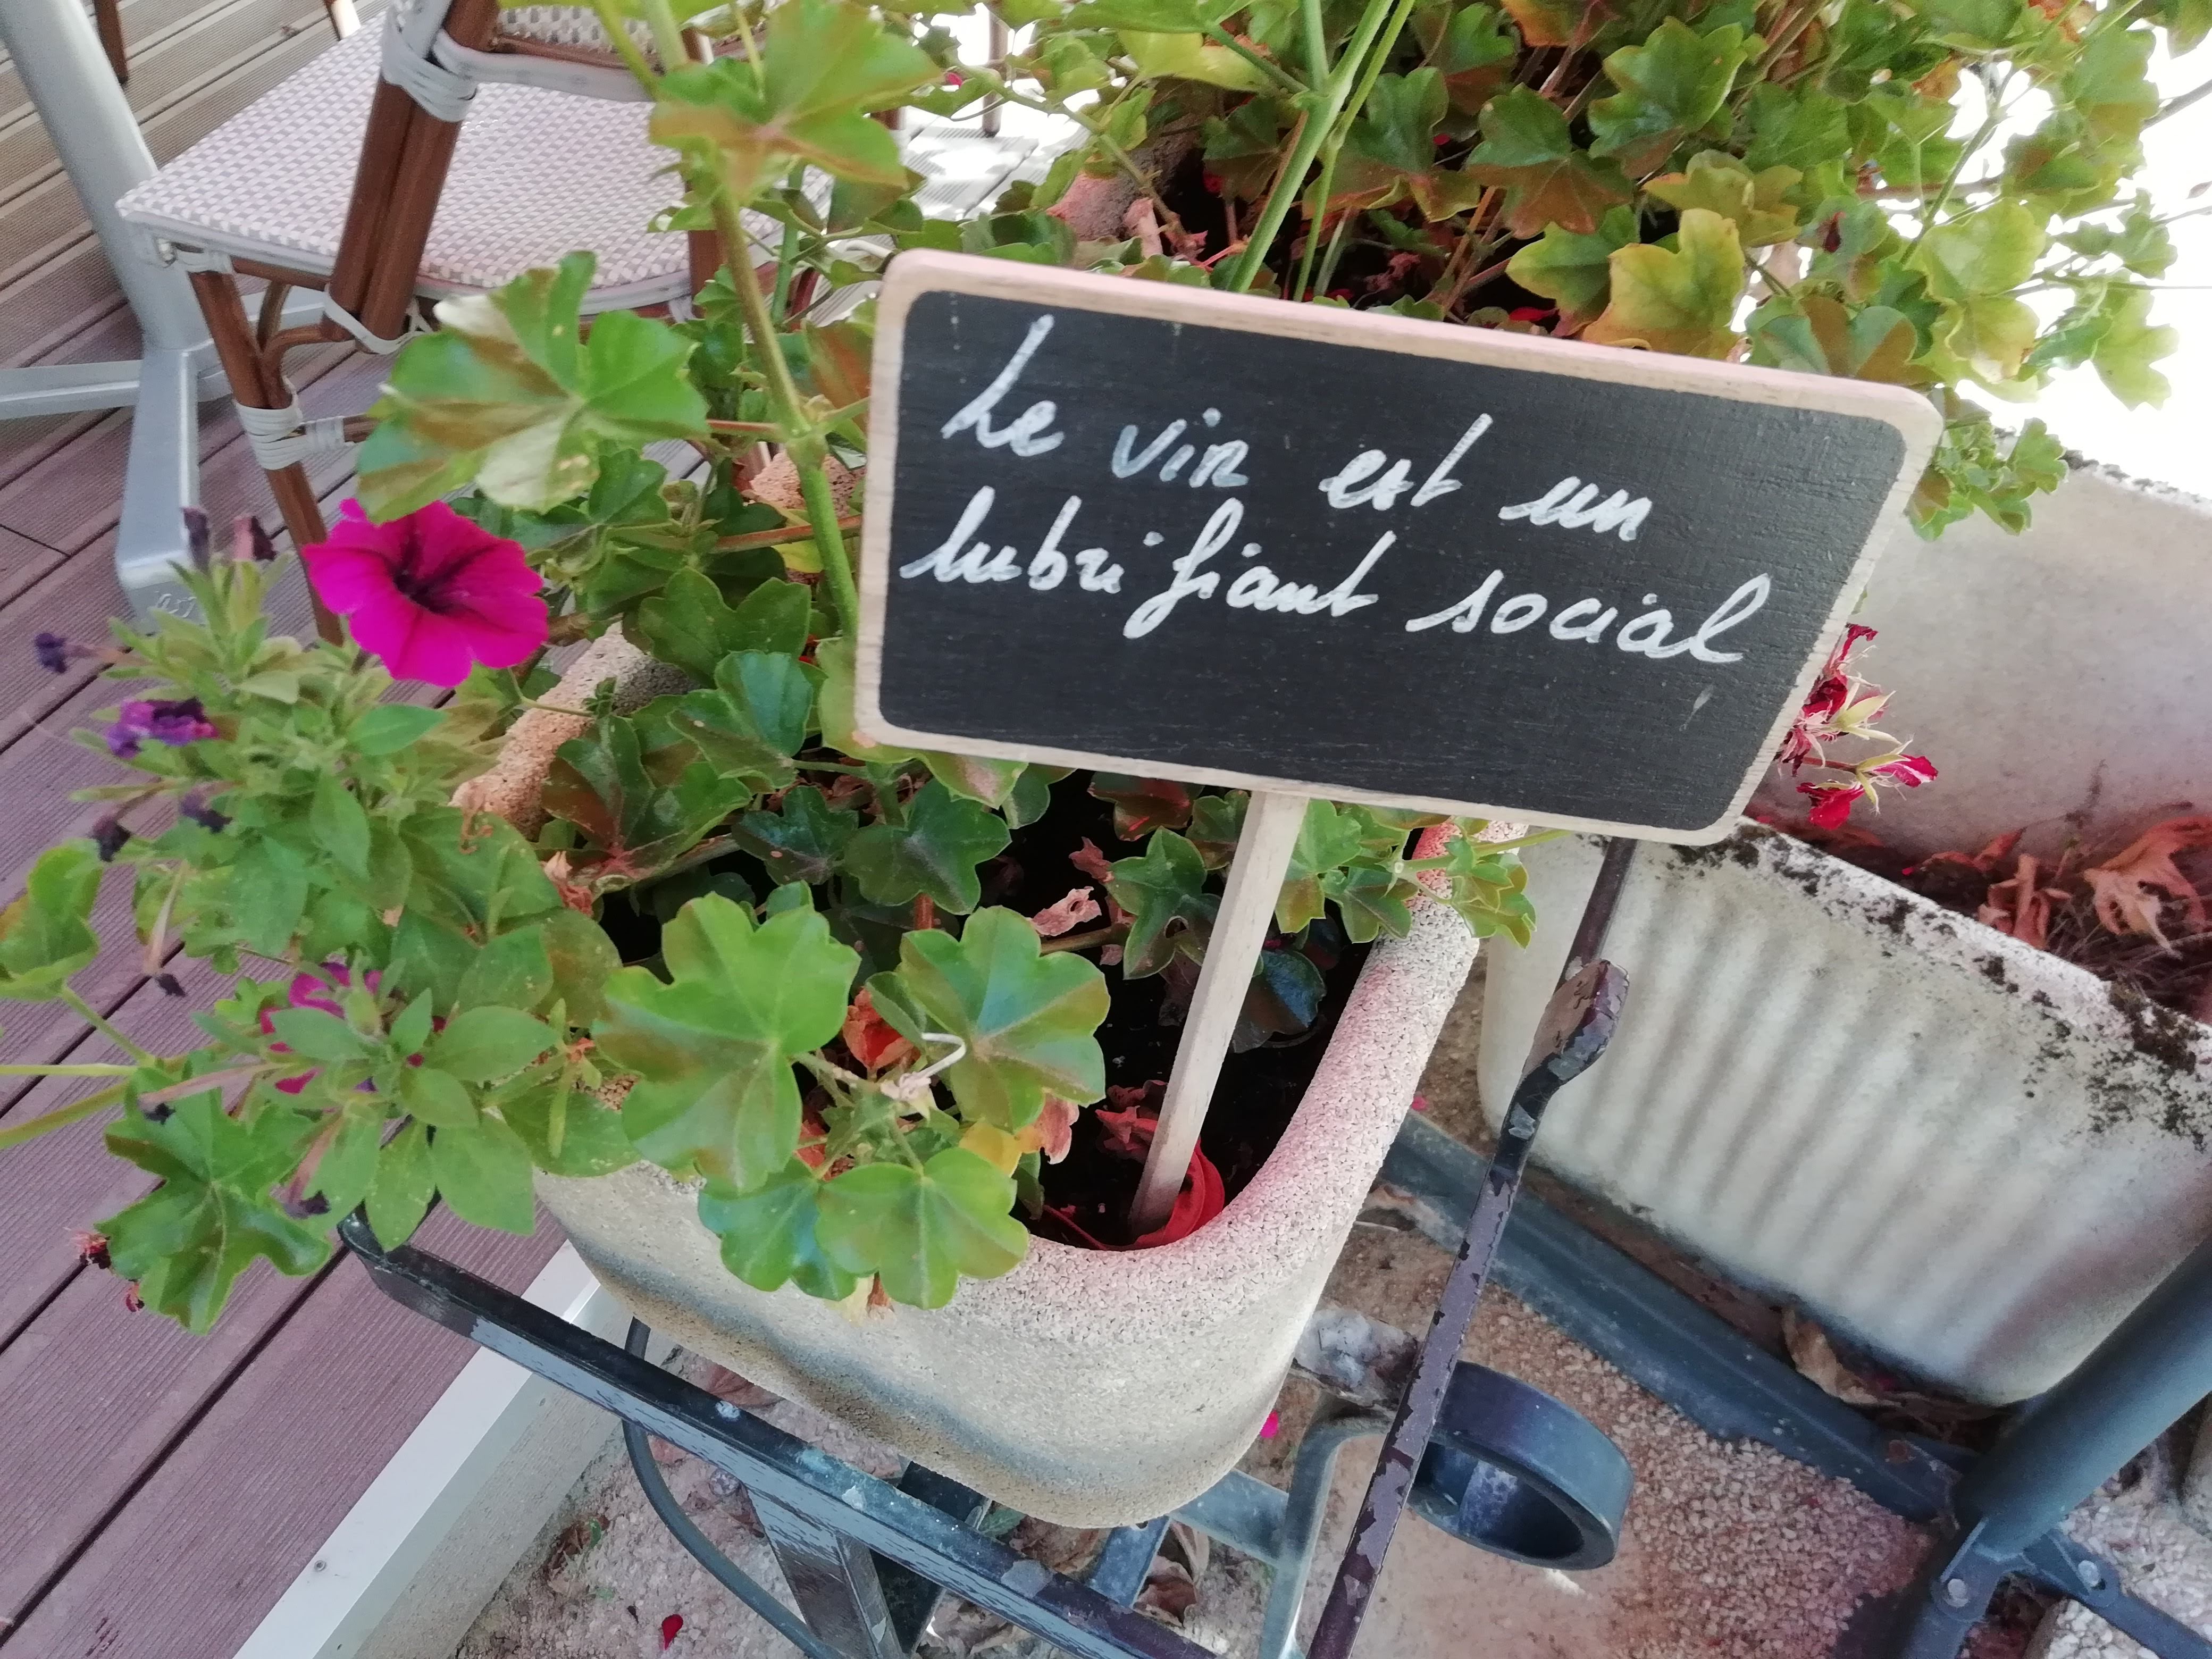 Le vin est un
lubrifiant social